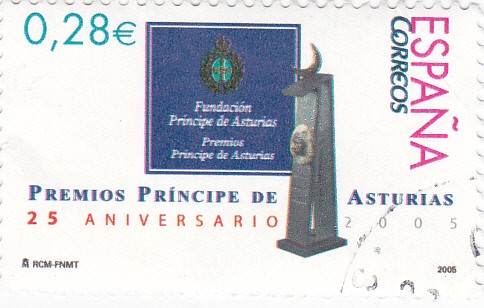 0,28€
ESPAÑA
CORREOS
Fundación
Príncipe de Asturias
Premios
Príncipe de Asturias
PREMIOS PRÍNCIPE DE ASTURIAS
25 ANIVERSARIO 2005
RCM-FNMT
2005